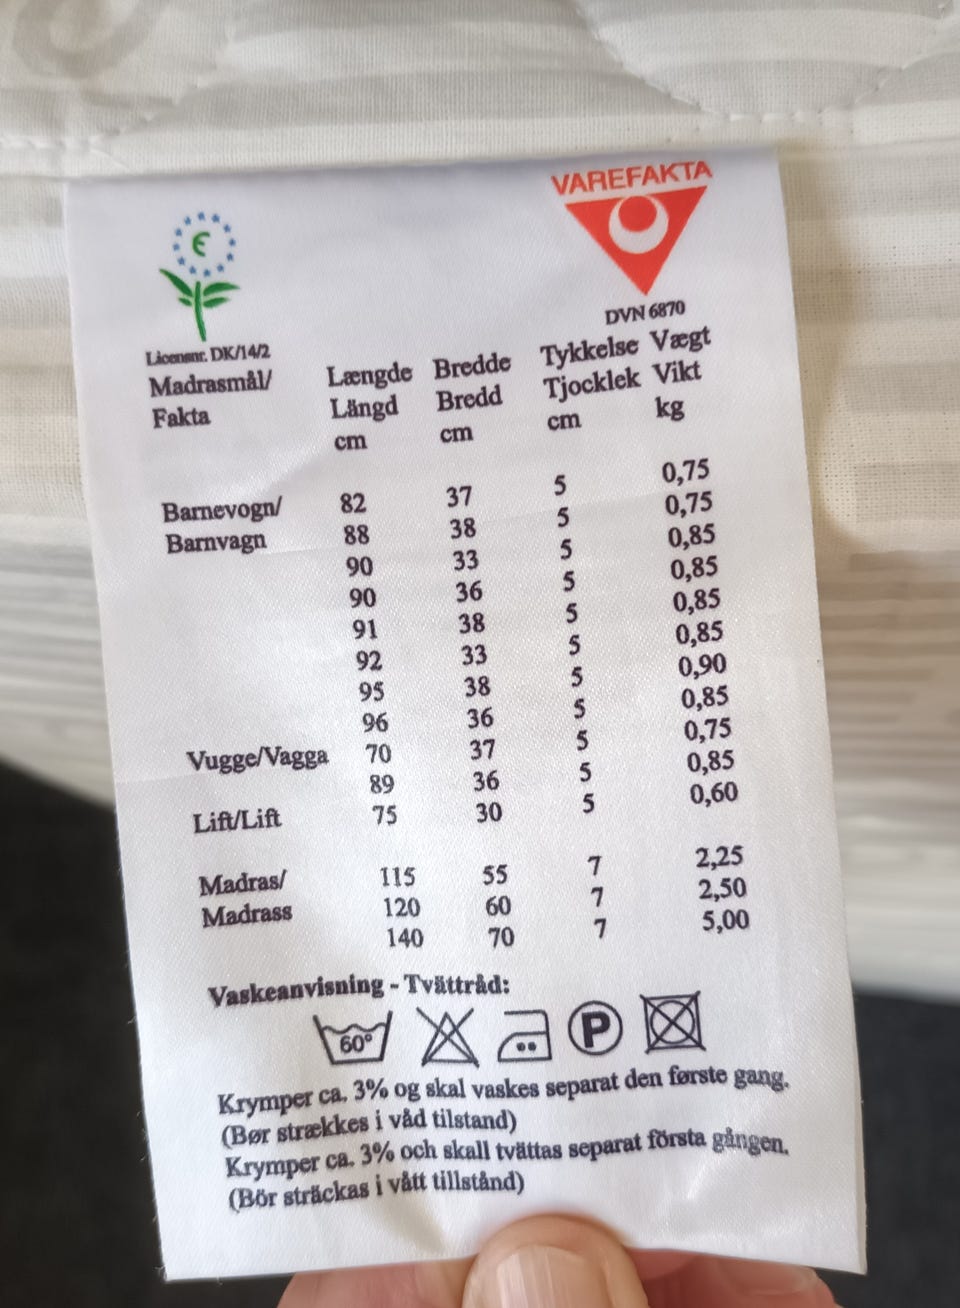 VAREFAKTA
€
DVN 6870
Licensnr. DK/14/2
Madrasmål/ Længde Bredde Tykkelse Vægt
Fakta Längd Bredd Tjocklek Vikt
cm cm cm kg
Barnevogn/ 82 37 5 0,75
Barnvagn 88 38 5 0,75
90 33 5 0,85
90 36 5 0,85
91 38 5 0,85
92 33 5 0,85
95 38 5 0,90
96 36 5 0,85
Vugge/Vagga 70 37 5 0,75
89 36 5 0,85
Lift/Lift 75 30 5 0,60
Madras/ 115 55 7 2,25
Madrass 120 60 7 2,50
140 70 7 5,00
Vaskeanvisning - Tvättråd:
60° P
Krymper ca. 3% og skal vaskes separat den første gang.
(Bør strækkes i våd tilstand)
Krymper ca. 3% och skall tvättas separat första gången.
(Bör sträckas i vått tillstånd)